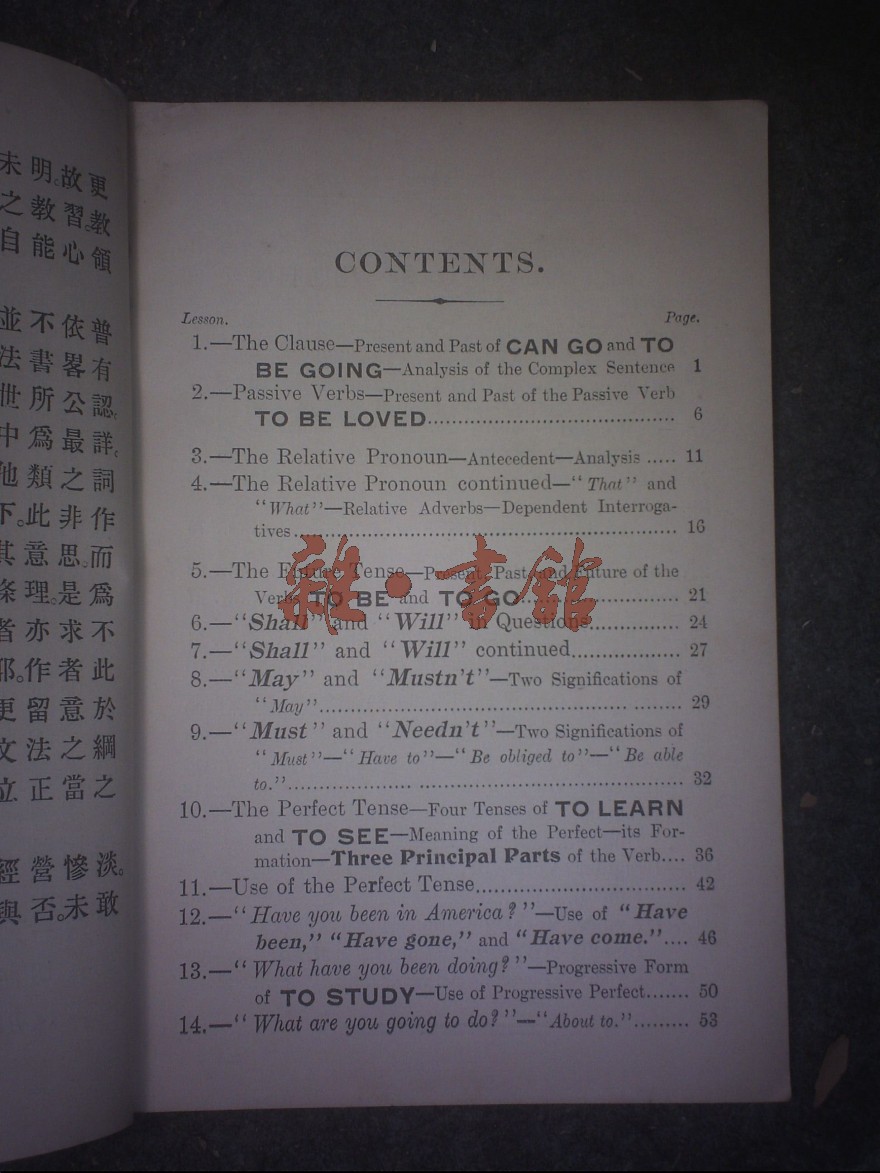 更教領普有認。詳。詞作而爲不此於綱之淡。敢
故習。心依畧公最之非思。是求者意之當慘未
明。教能不書所爲類此意理。亦作。留法正營否。
未之自並法世中他下。其條者耶更文立經與
CONTENTS.
Lesson. Page.
1.—The Clause—Present and Past of CAN GO and TO
BE GOING—Analysis of the Complex Sentence 1
2.—Passive Verbs—Present and Past of the Passive Verb
TO BE LOVED........................................ 6
3.—The Relative Pronoun—Antecedent—Analysis ..... 11
4.—The Relative Pronoun continued—"That" and
"What"—Relative Adverbs—Dependent Interroga-
tives............................................................ 16
5.—The Future Tense—Present, Past and Future of the
Verbs TO BE and TO GO......................... 21
6.—"Shall" and "Will" in Questions............... 24
7.—"Shall" and "Will" continued.................. 27
8.—"May" and "Mustn't"—Two Significations of
"May"................................................ ........ 29
9.—"Must" and "Needn't"—Two Significations of
"Must"—"Have to"—"Be obliged to"—"Be able
to.".................... ......................................... 32
10.—The Perfect Tense—Four Tenses of TO LEARN
and TO SEE—Meaning of the Perfect—its For-
mation—Three Principal Parts of the Verb.... 36
11.—Use of the Perfect Tense.................................. 42
12.—"Have you been in America?"—Use of "Have
been," "Have gone," and "Have come.".... 46
13.—"What have you been doing?"—Progressive Form
of TO STUDY—Use of Progressive Perfect....... 50
14.—"What are you going to do?"—"About to."......... 53
雜·書館